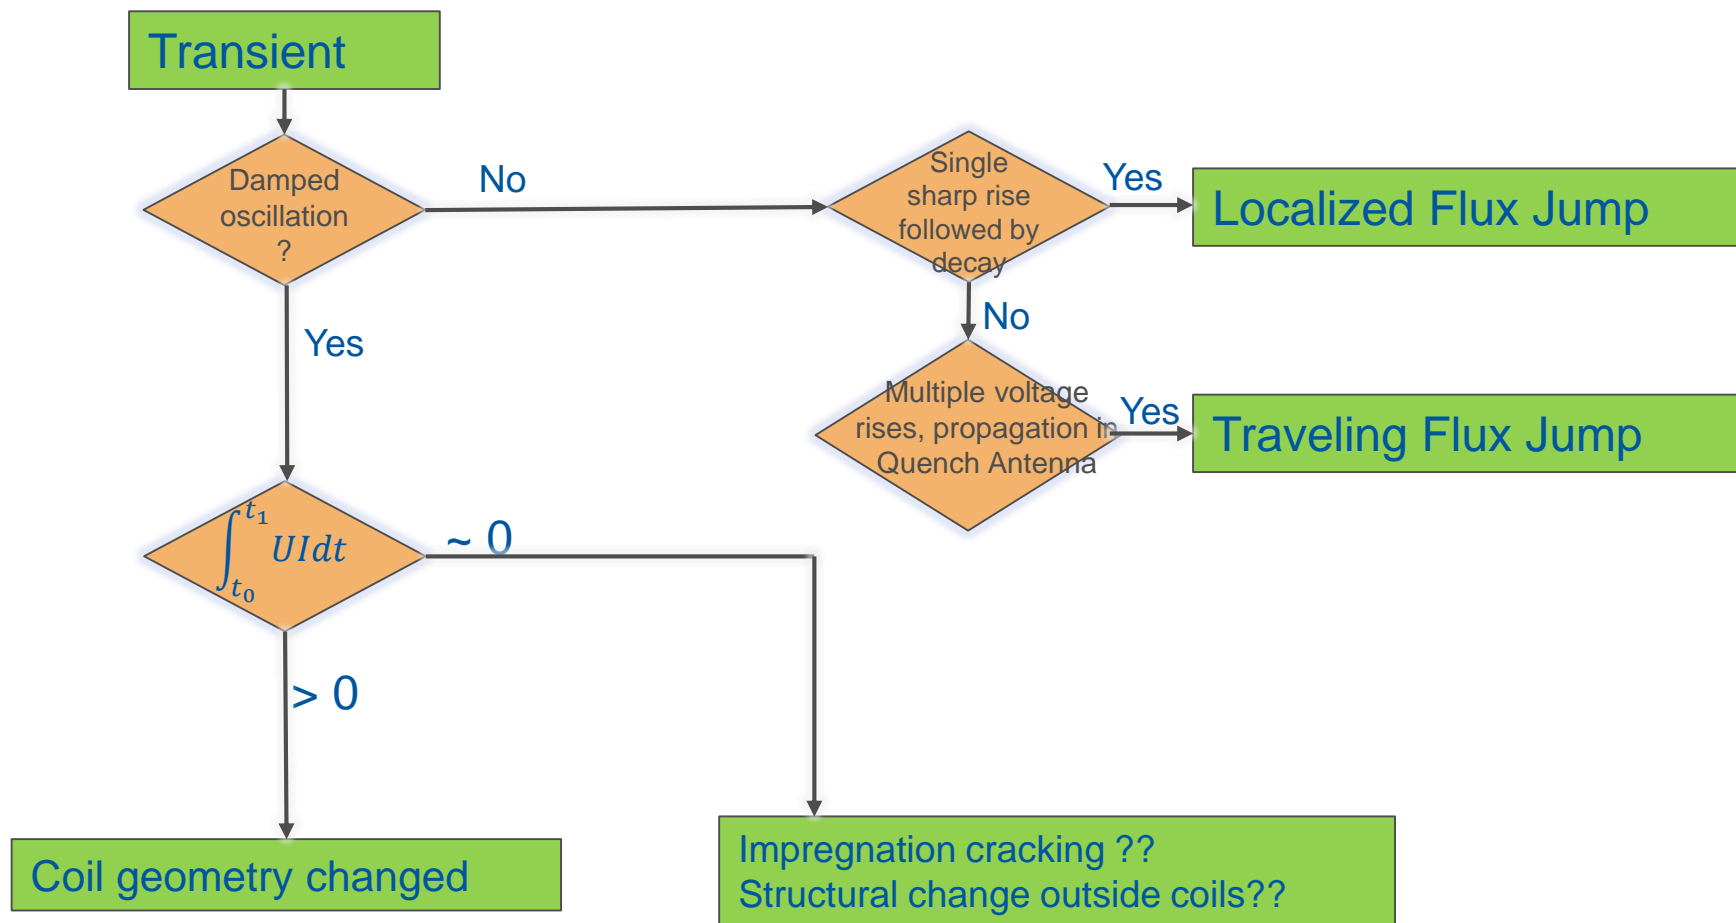 Transient
Damped
oscillation
?
No
Single
sharp rise
followed by
decay
Yes
Localized Flux Jump
Yes
No
Multiple voltage
rises, propagation in
Quench Antenna
Yes
Traveling Flux Jump
∫_{t_0}^{t_1} UIdt
~ 0
> 0
Coil geometry changed
Impregnation cracking ??
Structural change outside coils??